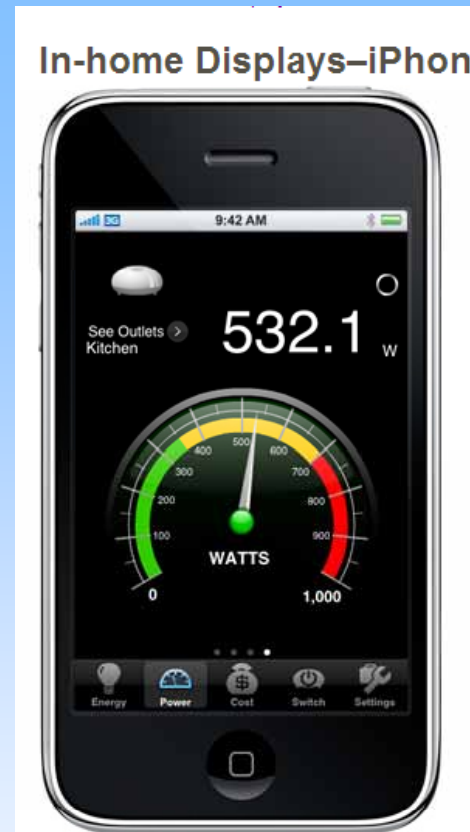 In-home Displays–iPhon
3G
9:42 AM
See Outlets
Kitchen
532.1 W
0
100
200
300
400
500
600
700
800
900
1,000
WATTS
Energy
Power
$
Cost
Switch
Settings